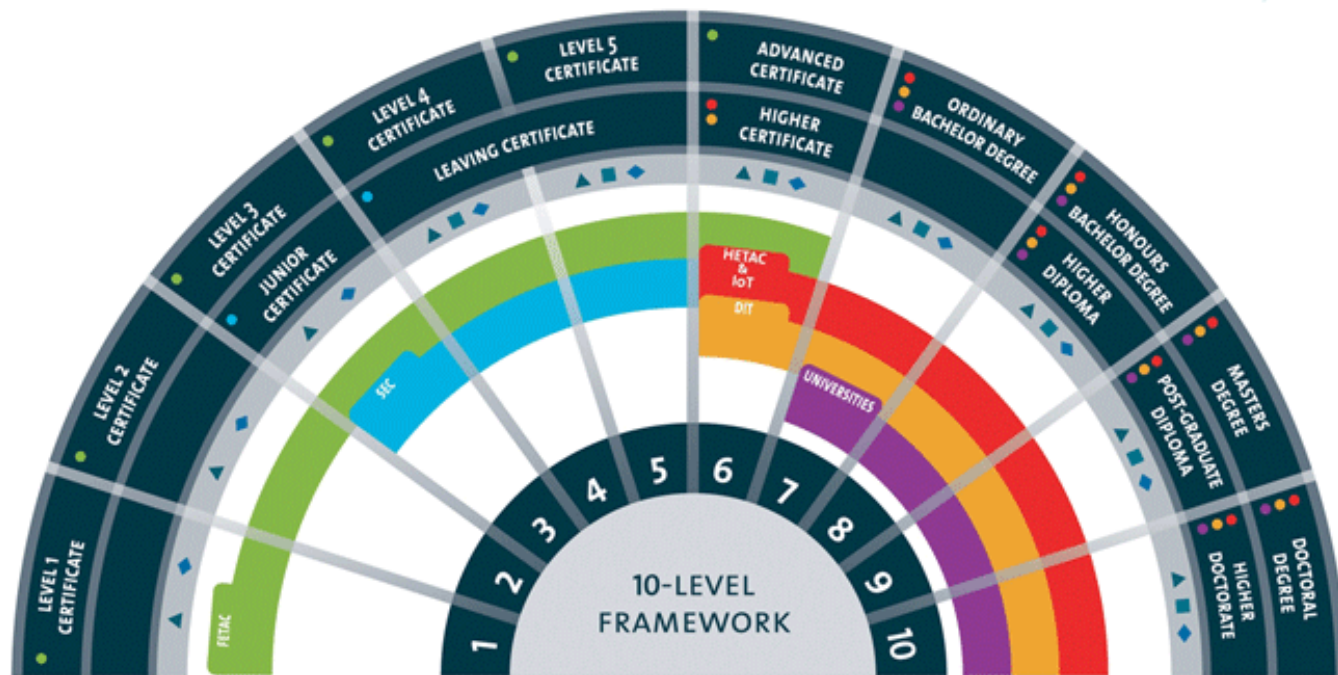 LEVEL 1
CERTIFICATE
LEVEL 2
CERTIFICATE
LEVEL 3
CERTIFICATE
LEVEL 4
CERTIFICATE
LEVEL 5
CERTIFICATE
ADVANCED
CERTIFICATE
ORDINARY
BACHELOR DEGREE
HONOURS
BACHELOR DEGREE
MASTERS
DEGREE
DOCTORAL
DEGREE
JUNIOR
CERTIFICATE
LEAVING CERTIFICATE
HIGHER
CERTIFICATE
HIGHER
DIPLOMA
POST-GRADUATE
DIPLOMA
HIGHER
DOCTORATE
FETAC
SEC
HETAC
&
IoT
DIT
UNIVERSITIES
1
2
3
4
5
6
7
8
9
10
10-LEVEL
FRAMEWORK